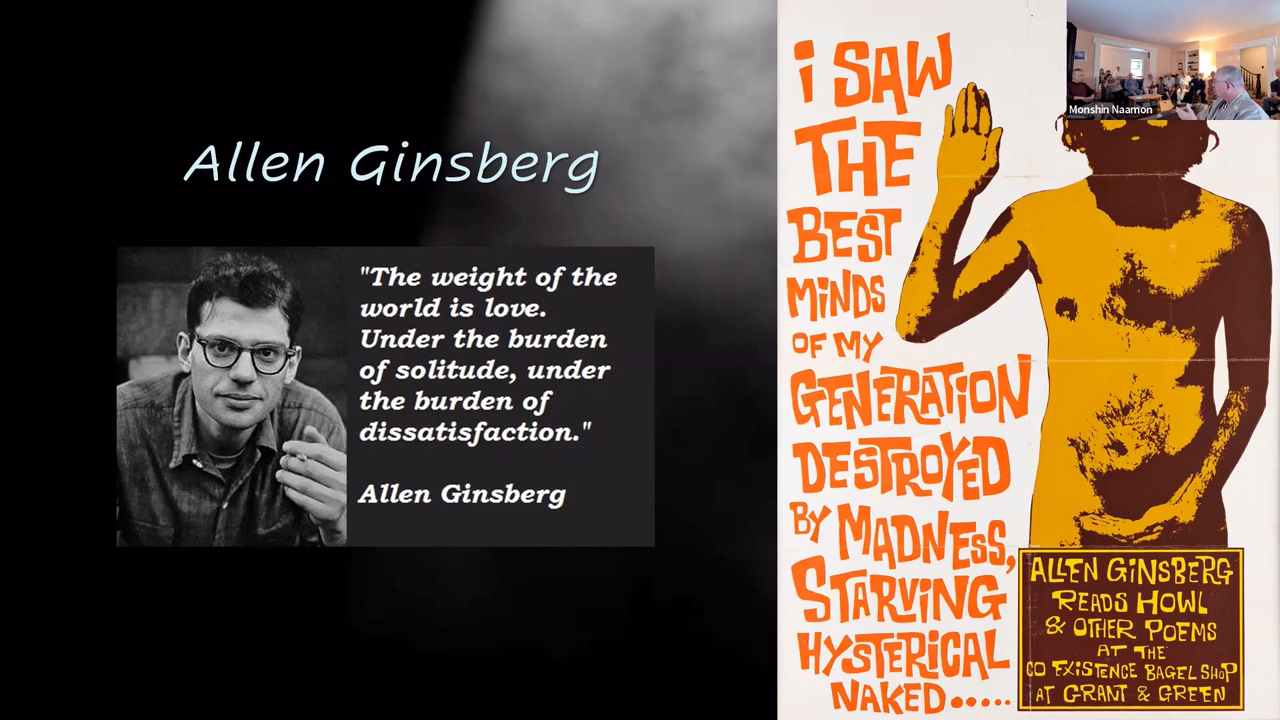 Allen Ginsberg
"The weight of the
world is love.
Under the burden
of solitude, under
the burden of
dissatisfaction."
Allen Ginsberg
i SAW
THE
BEST
MiNDS
OF MY
GENERATiON
DESTROYED
BY MADNESS,
STARViNG
HYSTERiCAL
NAKED.....
ALLEN GiNSBERG
READS HOWL
& OTHER POEMS
AT THE
CO EXiSTENCE BAGEL SHOP
AT GRANT & GREEN
Monshin Naamon